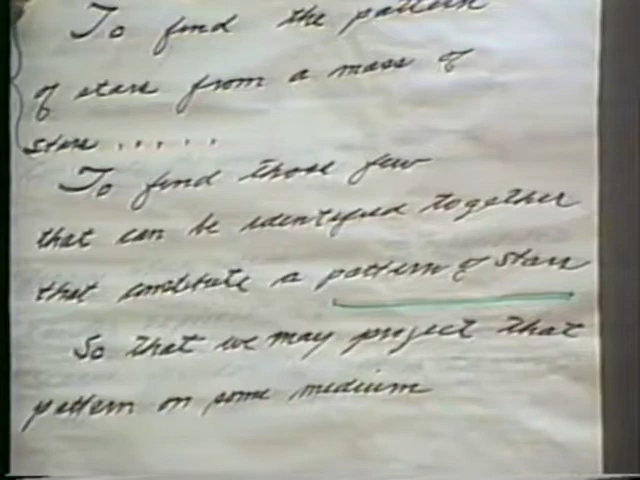 To find the pattern
of stars from a mass of
stars ......
To find those few
that can be identified together
that constitute a pattern of Stars
So that we may project that
pattern on some medium